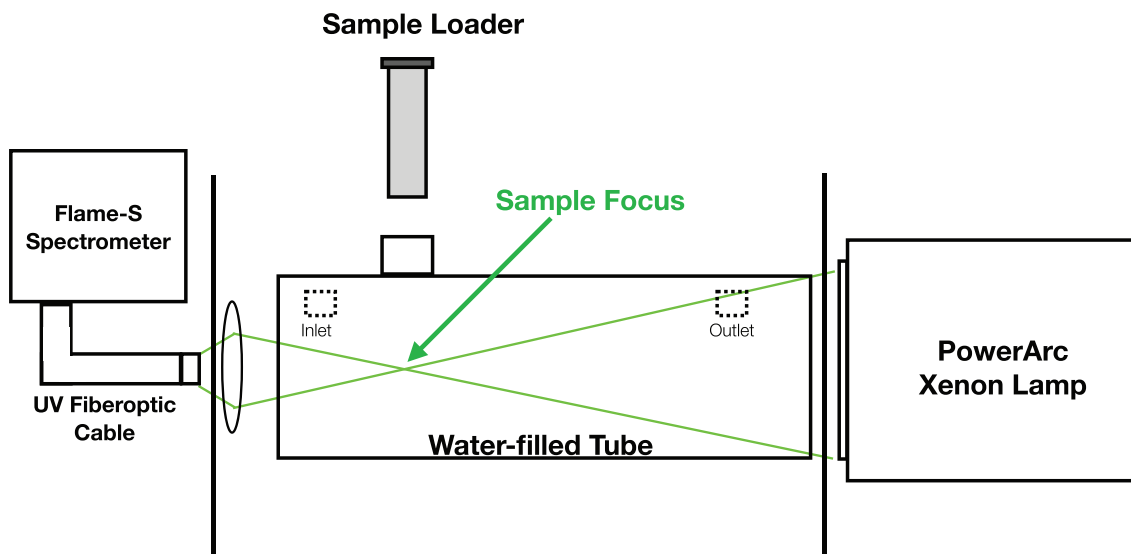 Sample Loader
Flame-S
Spectrometer
Sample Focus
Inlet
Outlet
PowerArc
Xenon Lamp
UV Fiberoptic
Cable
Water-filled Tube